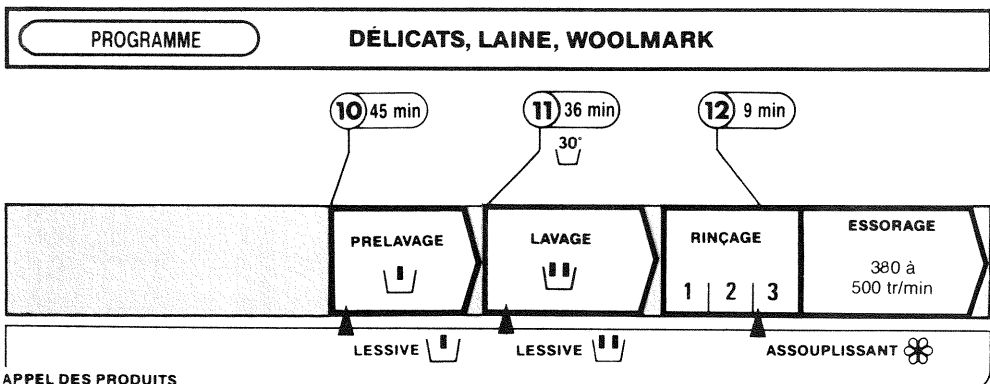 PROGRAMME DÉLICATS, LAINE, WOOLMARK
10 45 min 11 36 min 12 9 min
30°
PRELAVAGE LAVAGE RINÇAGE ESSORAGE
380 à
500 tr/min
1 2 3
LESSIVE LESSIVE ASSOUPLISSANT
APPEL DES PRODUITS